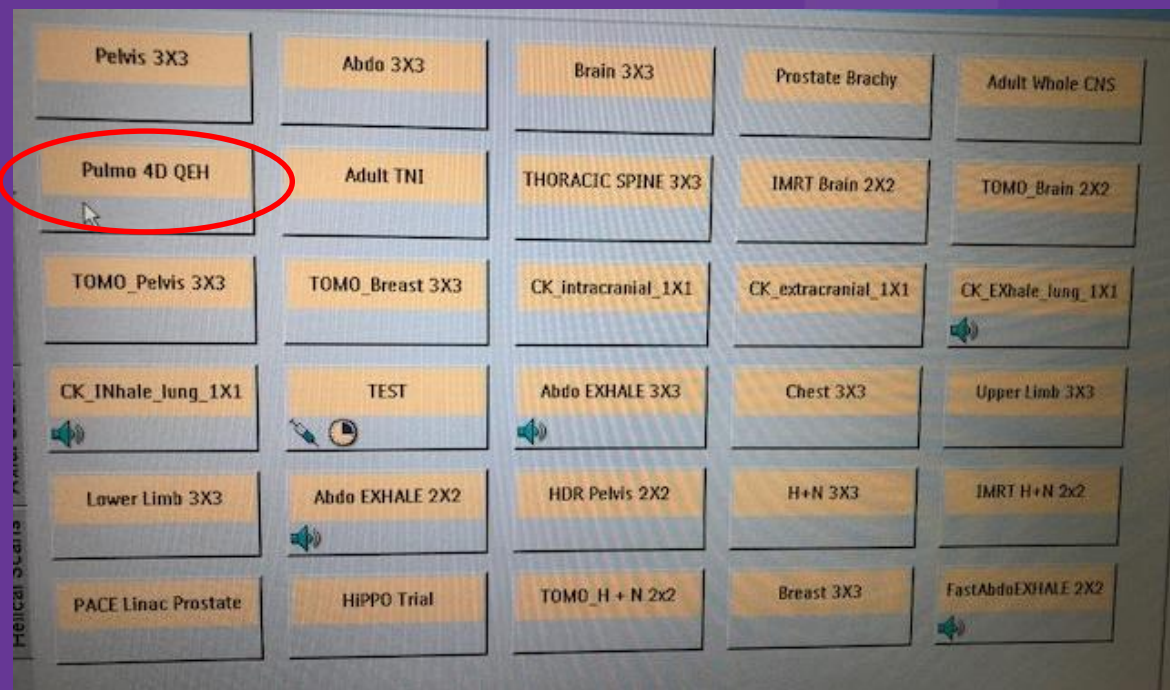 Pelvis 3X3
Abdo 3X3
Brain 3X3
Prostate Brachy
Adult Whole CNS
Pulmo 4D QEH
Adult TNI
THORACIC SPINE 3X3
IMRT Brain 2X2
TOMO_Brain 2X2
TOMO_Pelvis 3X3
TOMO_Breast 3X3
CK_intracranial_1X1
CK_extracranial_1X1
CK_EXhale_lung_1X1
CK_INhale_lung_1X1
TEST
Abdo EXHALE 3X3
Chest 3X3
Upper Limb 3X3
Lower Limb 3X3
Abdo EXHALE 2X2
HDR Pelvis 2X2
H+N 3X3
IMRT H+N 2x2
PACE Linac Prostate
HiPPO Trial
TOMO_H + N 2x2
Breast 3X3
FastAbdoEXHALE 2X2
Helical Scans